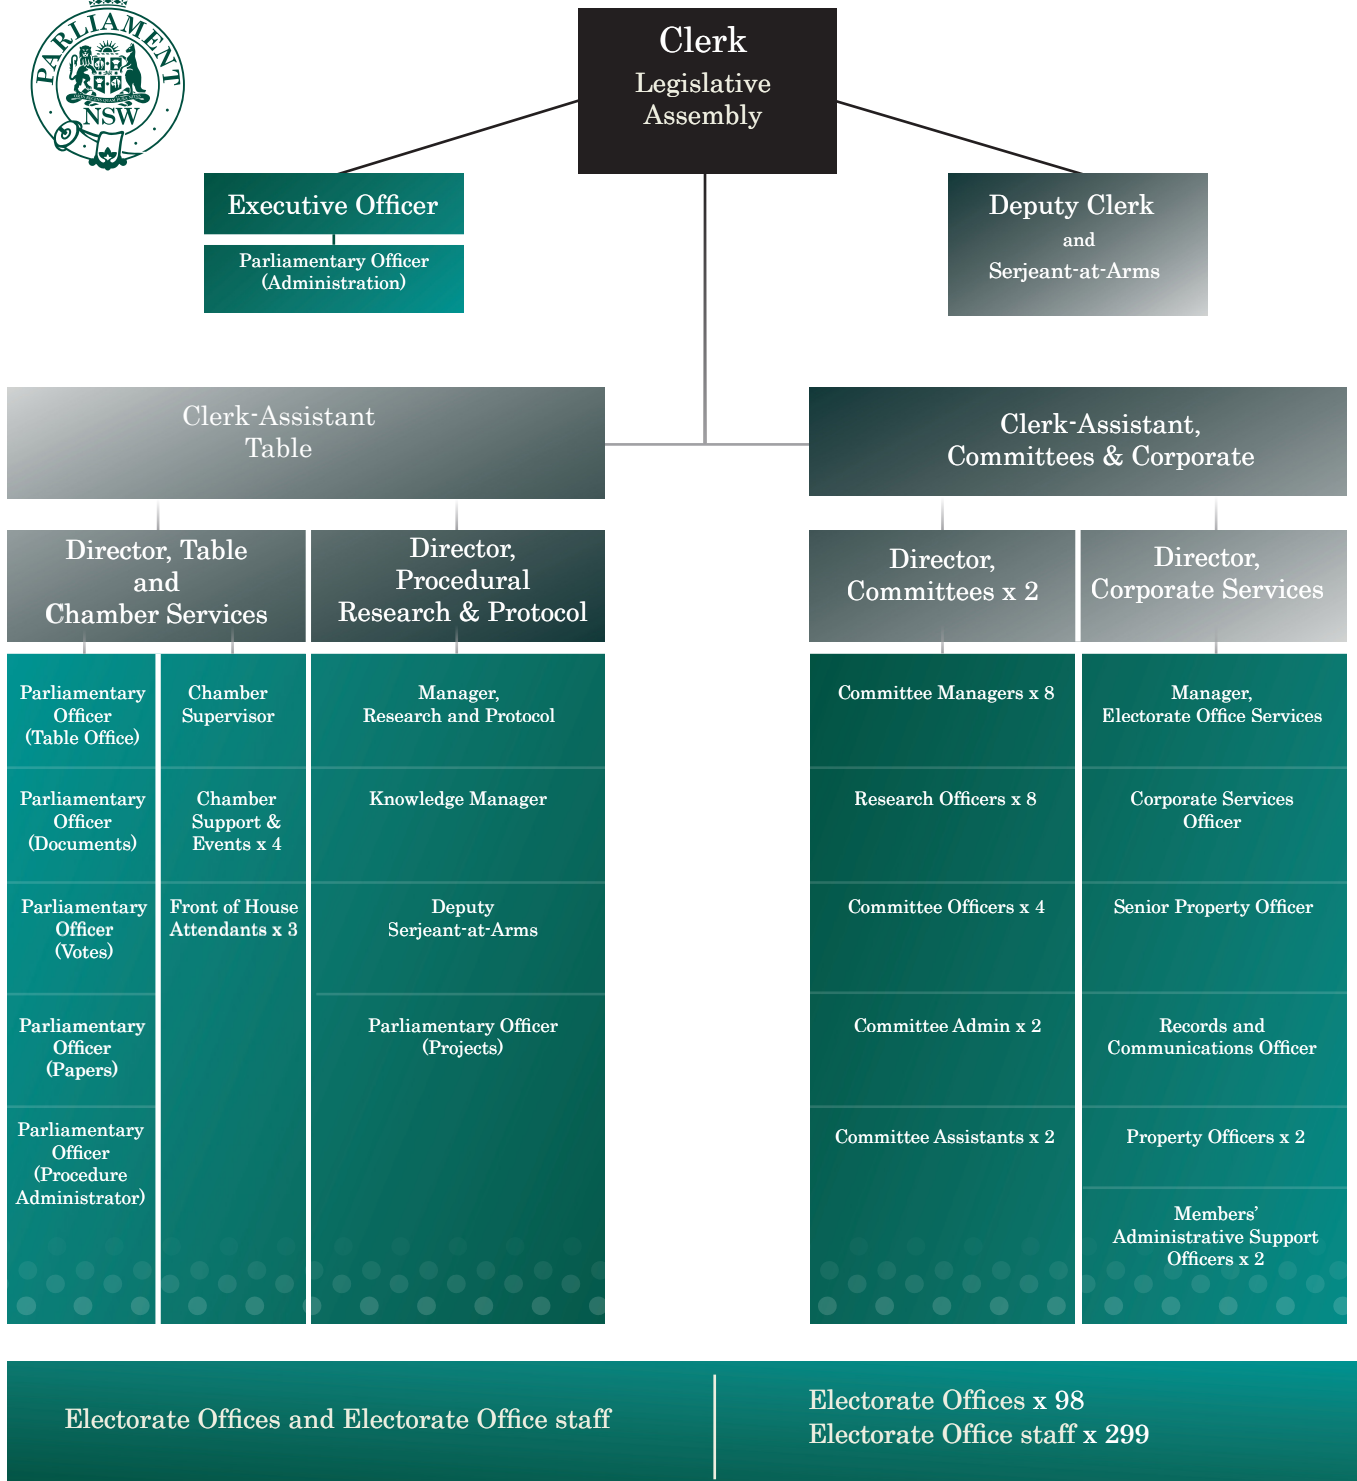 PARLIAMENT
NSW
Clerk
Legislative
Assembly
Executive Officer
Parliamentary Officer
(Administration)
Deputy Clerk
and
Serjeant-at-Arms
Clerk-Assistant
Table
Clerk-Assistant,
Committees & Corporate
Director, Table
and
Chamber Services
Director,
Procedural
Research & Protocol
Director,
Committees x 2
Director,
Corporate Services
Parliamentary
Officer
(Table Office)
Parliamentary
Officer
(Documents)
Parliamentary
Officer
(Votes)
Parliamentary
Officer
(Papers)
Parliamentary
Officer
(Procedure
Administrator)
Chamber
Supervisor
Chamber
Support &
Events x 4
Front of House
Attendants x 3
Manager,
Research and Protocol
Knowledge Manager
Deputy
Serjeant-at-Arms
Parliamentary Officer
(Projects)
Committee Managers x 8
Research Officers x 8
Committee Officers x 4
Committee Admin x 2
Committee Assistants x 2
Manager,
Electorate Office Services
Corporate Services
Officer
Senior Property Officer
Records and
Communications Officer
Property Officers x 2
Members’
Administrative Support
Officers x 2
Electorate Offices and Electorate Office staff
Electorate Offices x 98
Electorate Office staff x 299